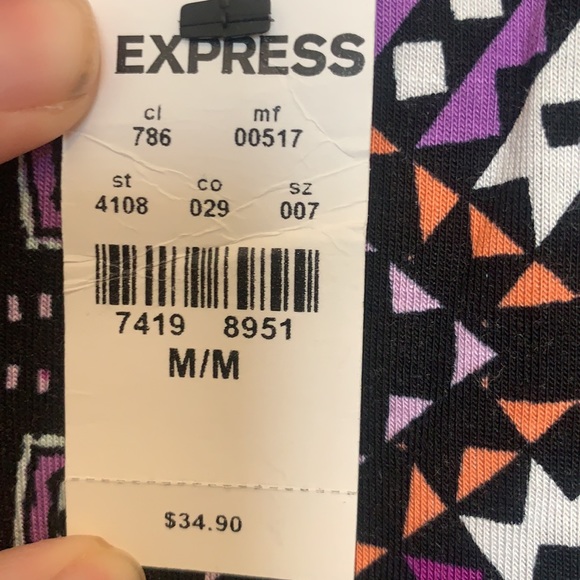 EXPRESS
cl mf
786 00517
st co sz
4108 029 007
7419 8951
M/M
$34.90